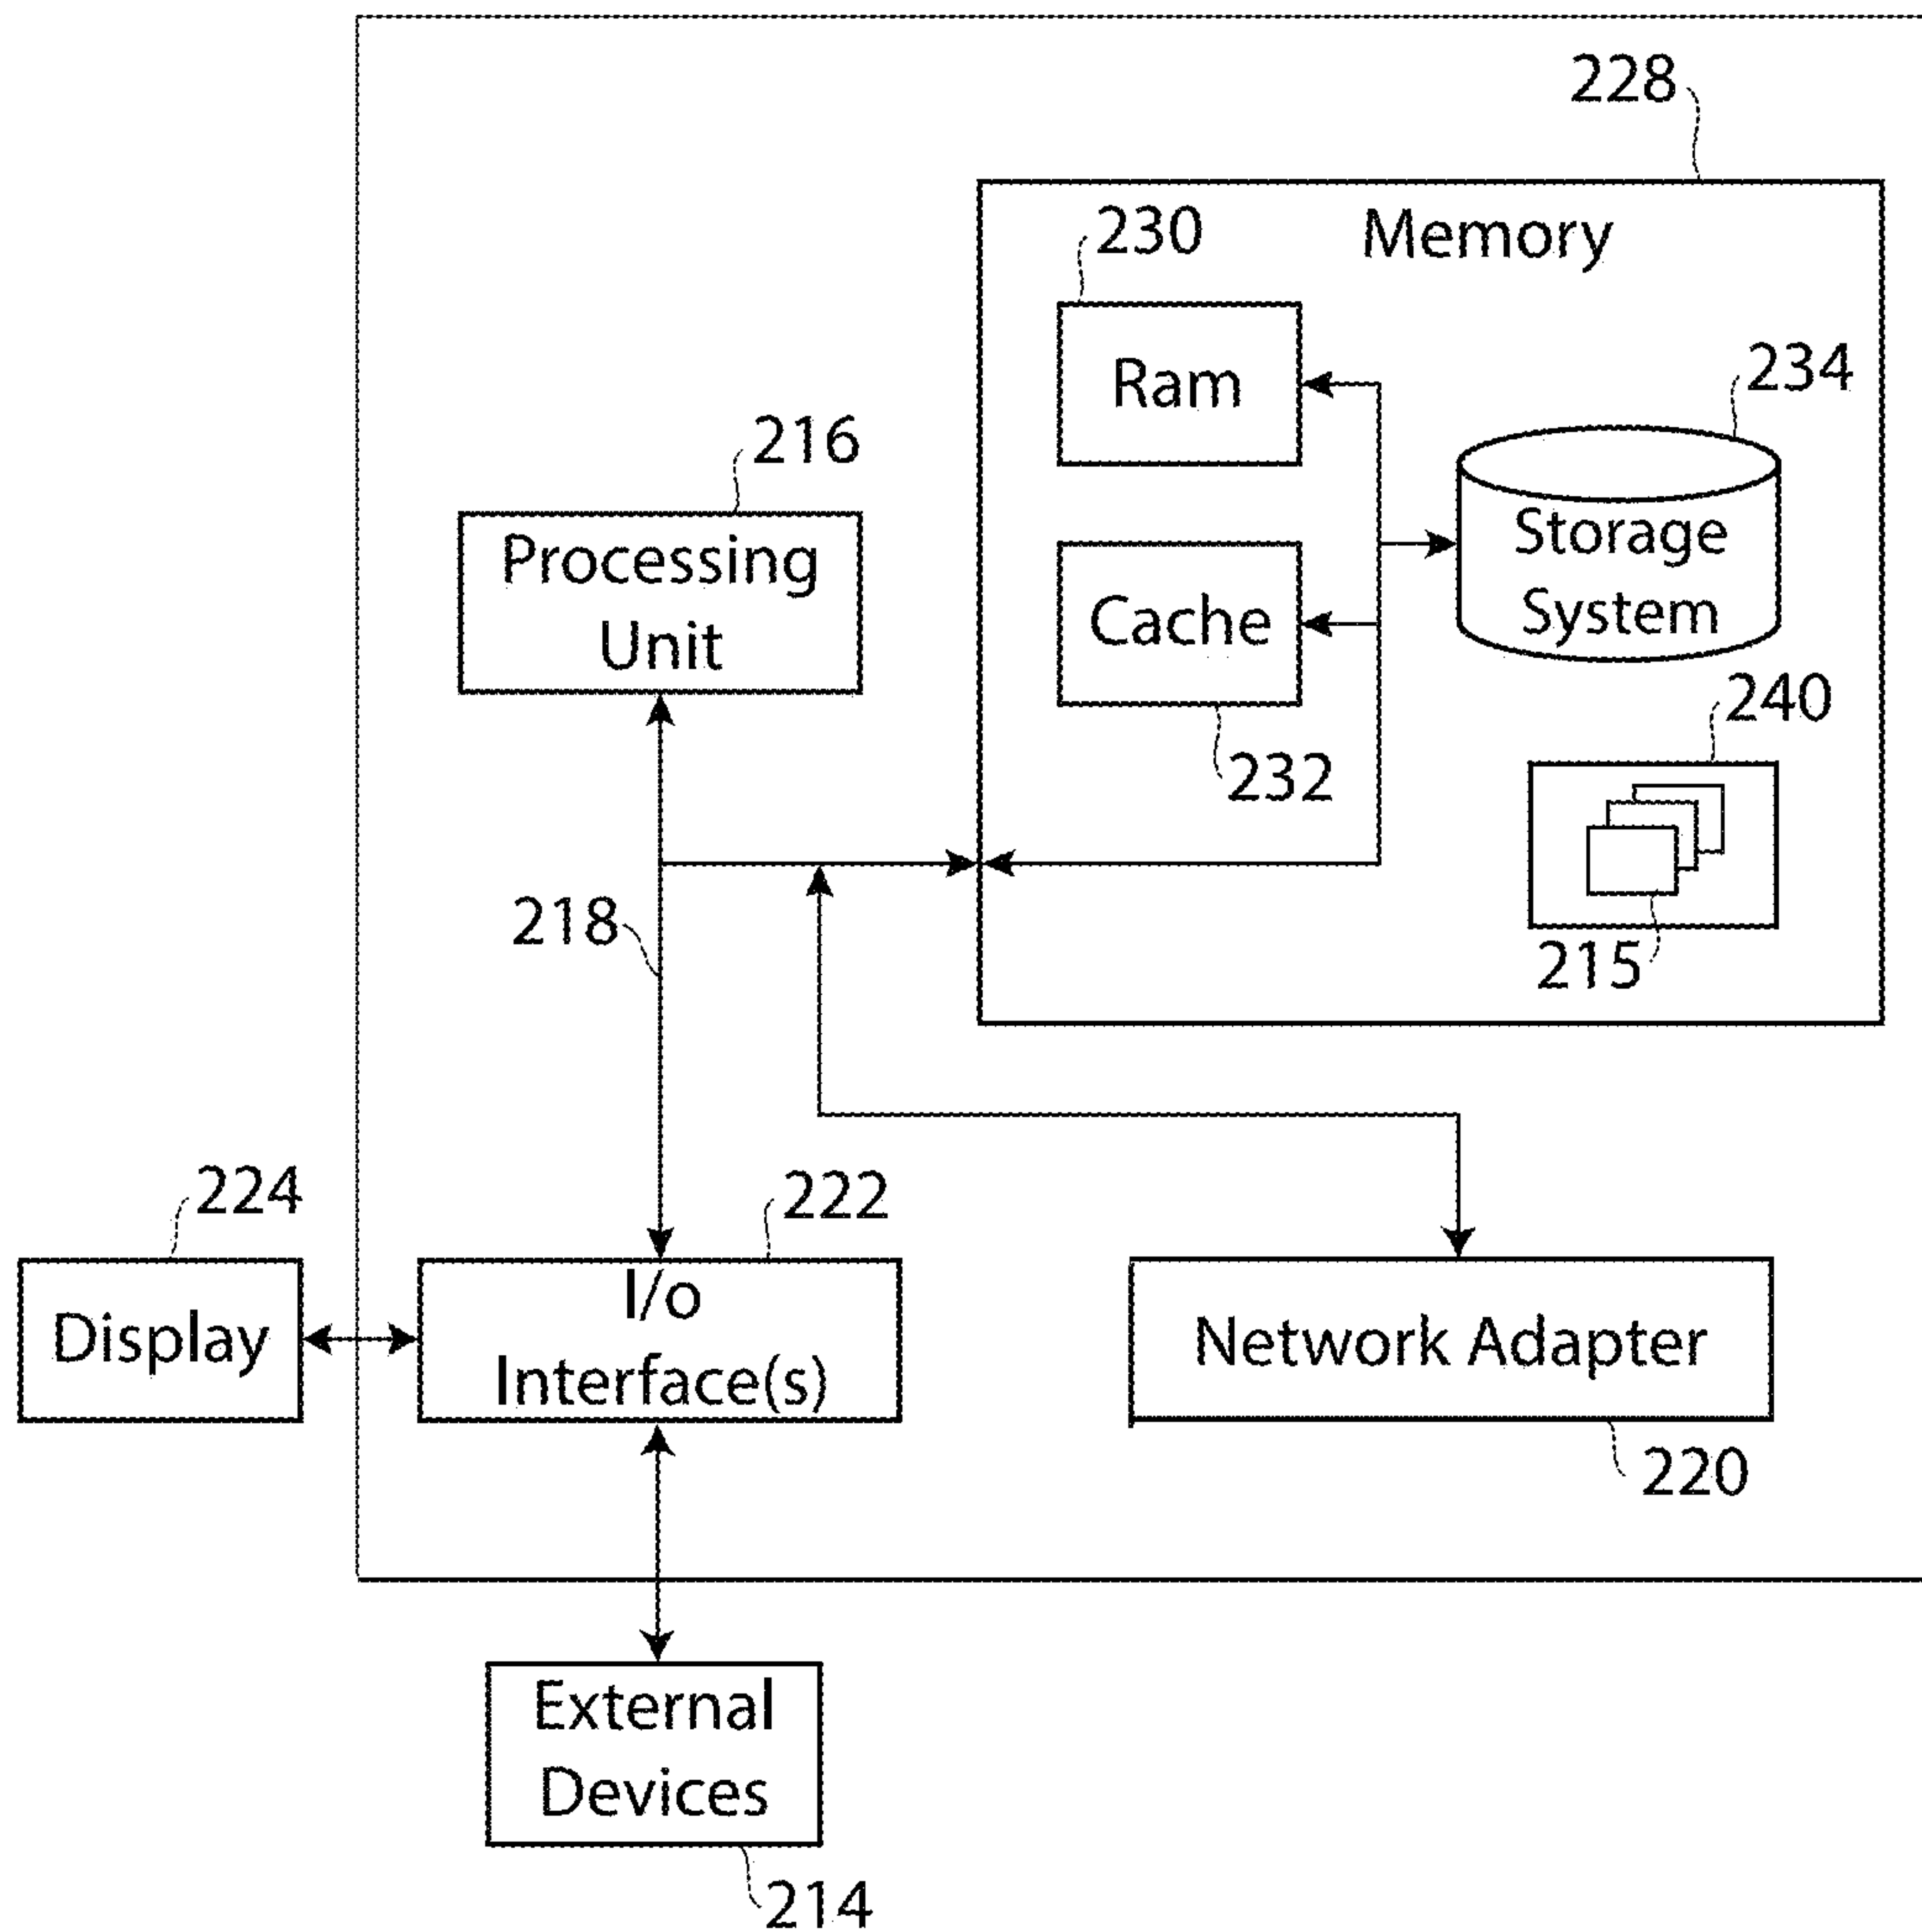 228
Memory
230
Ram
234
Storage
System
216
Processing
Unit
Cache
232
240
215
218
224
Display
222
I/o
Interface(s)
Network Adapter
220
External
Devices
214